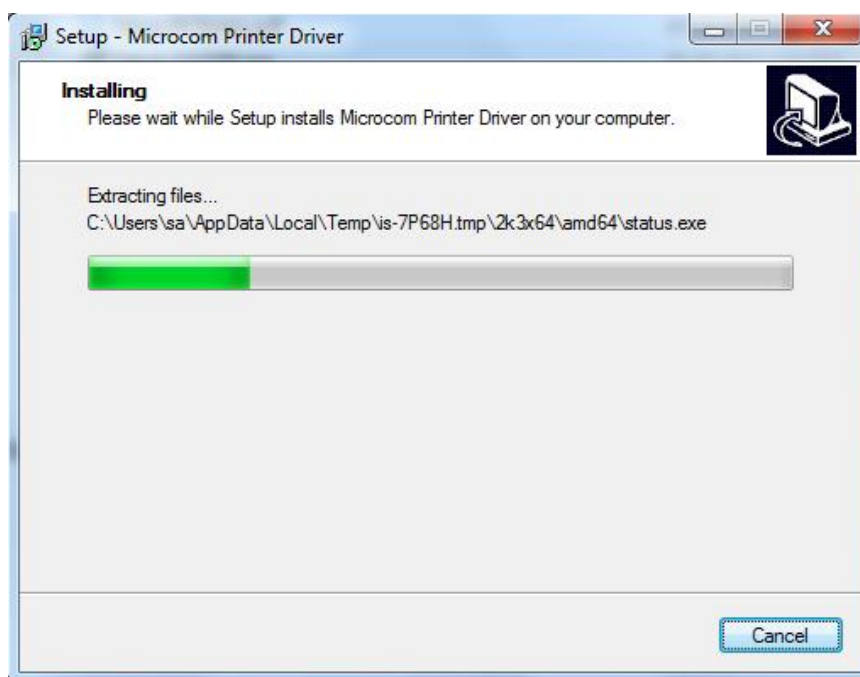 Setup - Microcom Printer Driver
Installing
Please wait while Setup installs Microcom Printer Driver on your computer.
Extracting files...
C:\Users\sa\AppData\Local\Temp\is-7P68H.tmp\2k3x64\amd64\status.exe
Cancel